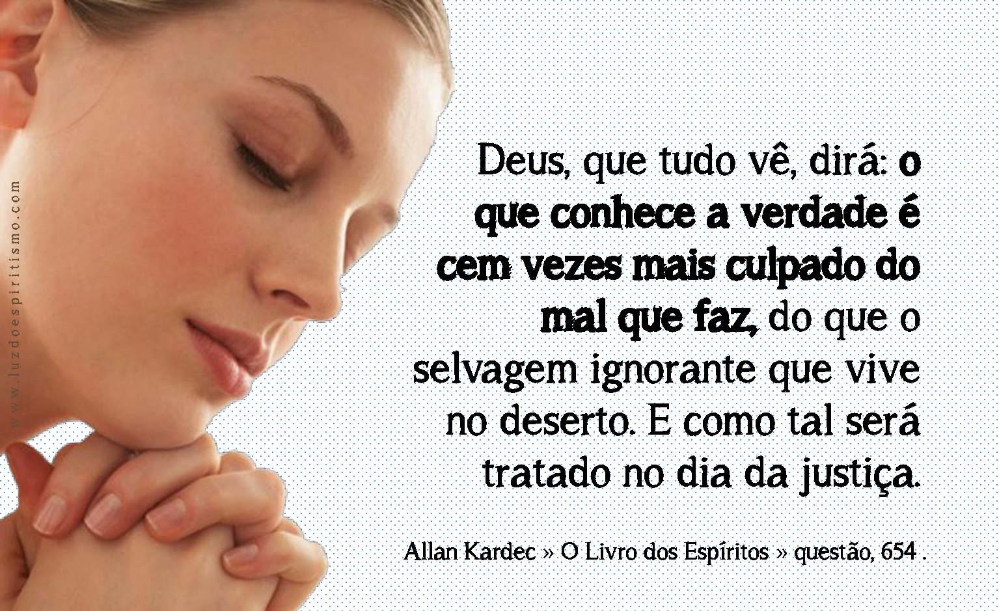 Deus, que tudo vê, dirá: o
que conhece a verdade é
cem vezes mais culpado do
mal que faz, do que o
selvagem ignorante que vive
no deserto. E como tal será
tratado no dia da justiça.
Allan Kardec » O Livro dos Espíritos » questão, 654 .
www.luzdoespiritismo.com